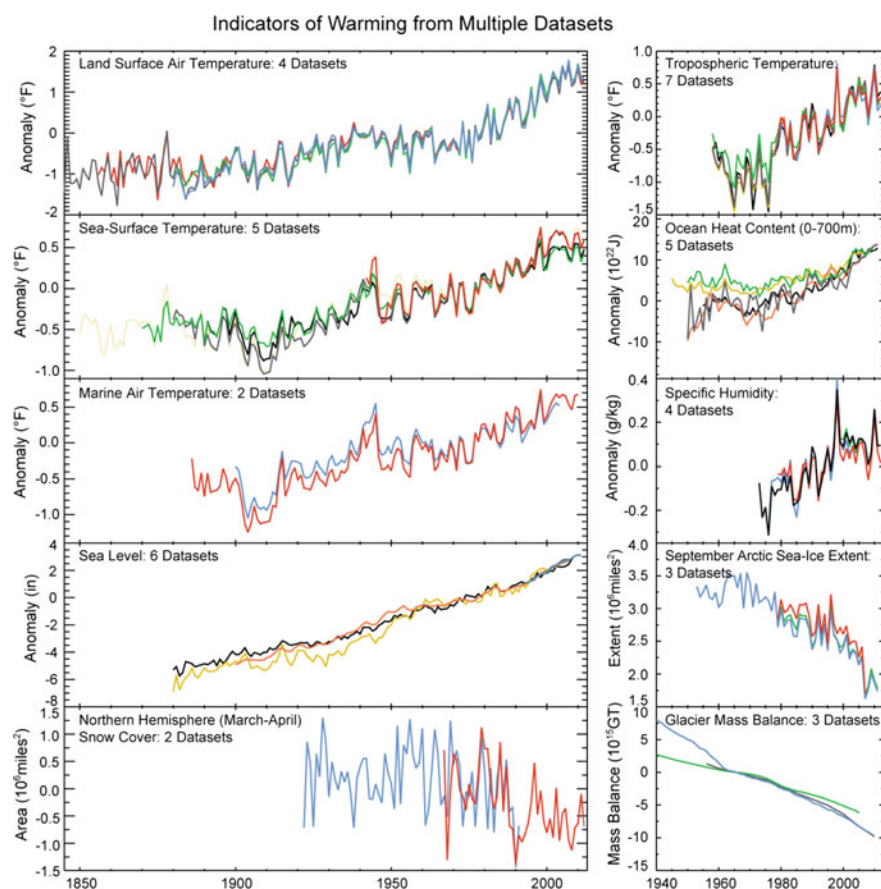 Indicators of Warming from Multiple Datasets
Land Surface Air Temperature: 4 Datasets
Anomaly (°F)
2
1
0
-1
2
Sea-Surface Temperature: 5 Datasets
Anomaly (°F)
0.5
0.0
-0.5
-1.0
Marine Air Temperature: 2 Datasets
Anomaly (°F)
0.5
0.0
-0.5
-1.0
Sea Level: 6 Datasets
Anomaly (in)
4
2
0
-2
-4
-6
-8
Northern Hemisphere (March-April)
Snow Cover: 2 Datasets
Area (10⁶miles²)
1.5
1.0
0.5
0.0
-0.5
-1.0
-1.5
1850
1900
1950
2000
Tropospheric Temperature:
7 Datasets
Anomaly (°F)
1.0
0.5
0.0
-0.5
-1.0
-1.5
Ocean Heat Content (0-700m):
5 Datasets
Anomaly (10²²J)
20
10
0
-10
Specific Humidity:
4 Datasets
Anomaly (g/kg)
0.4
0.2
0.0
-0.2
September Arctic Sea-Ice Extent:
3 Datasets
Extent (10⁶miles²)
4.0
3.5
3.0
2.5
2.0
1.5
Glacier Mass Balance: 3 Datasets
Mass Balance (10¹⁵GT)
10
5
0
-5
-10
-15
1940
1960
1980
2000